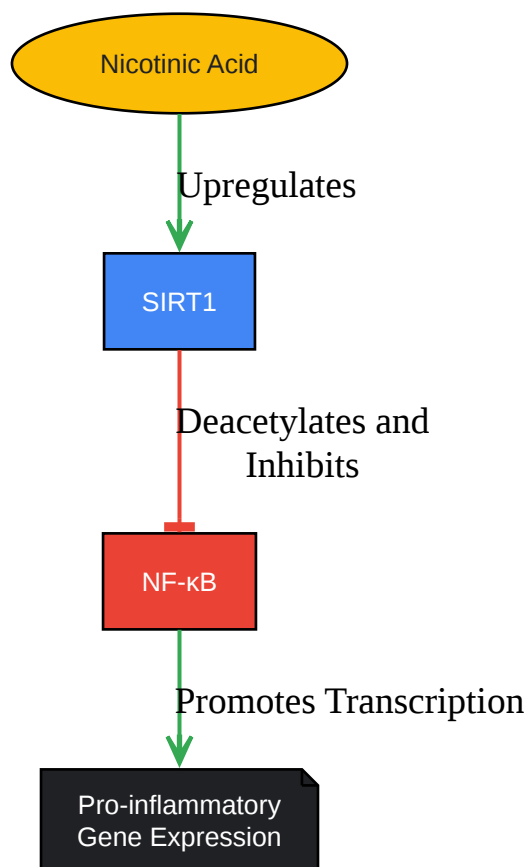 Nicotinic Acid
Upregulates
SIRT1
Deacetylates and
Inhibits
NF-κB
Promotes Transcription
Pro-inflammatory
Gene Expression